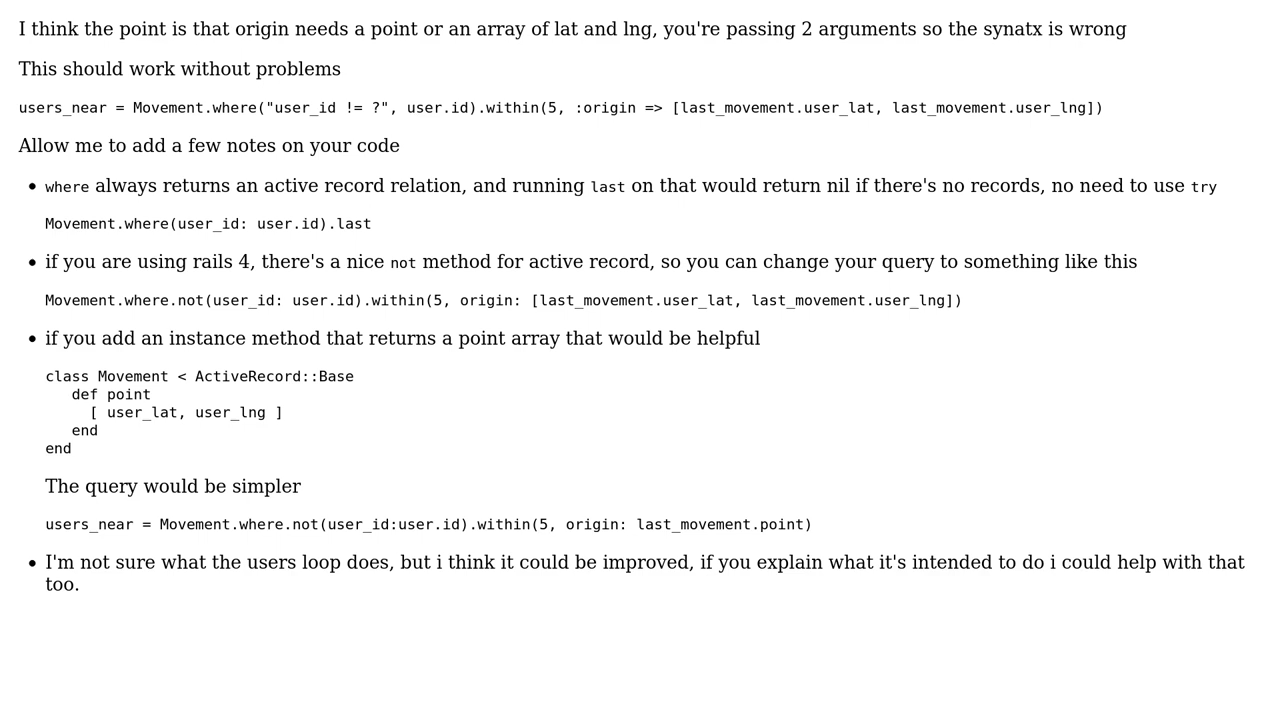 I think the point is that origin needs a point or an array of lat and lng, you're passing 2 arguments so the synatx is wrong
This should work without problems
users_near = Movement.where("user_id != ?", user.id).within(5, :origin => [last_movement.user_lat, last_movement.user_lng])
Allow me to add a few notes on your code
• where always returns an active record relation, and running last on that would return nil if there's no records, no need to use try
Movement.where(user_id: user.id).last
• if you are using rails 4, there's a nice not method for active record, so you can change your query to something like this
Movement.where.not(user_id: user.id).within(5, origin: [last_movement.user_lat, last_movement.user_lng])
• if you add an instance method that returns a point array that would be helpful
class Movement < ActiveRecord::Base
   def point
     [ user_lat, user_lng ]
   end
end
The query would be simpler
users_near = Movement.where.not(user_id:user.id).within(5, origin: last_movement.point)
• I'm not sure what the users loop does, but i think it could be improved, if you explain what it's intended to do i could help with that
too.